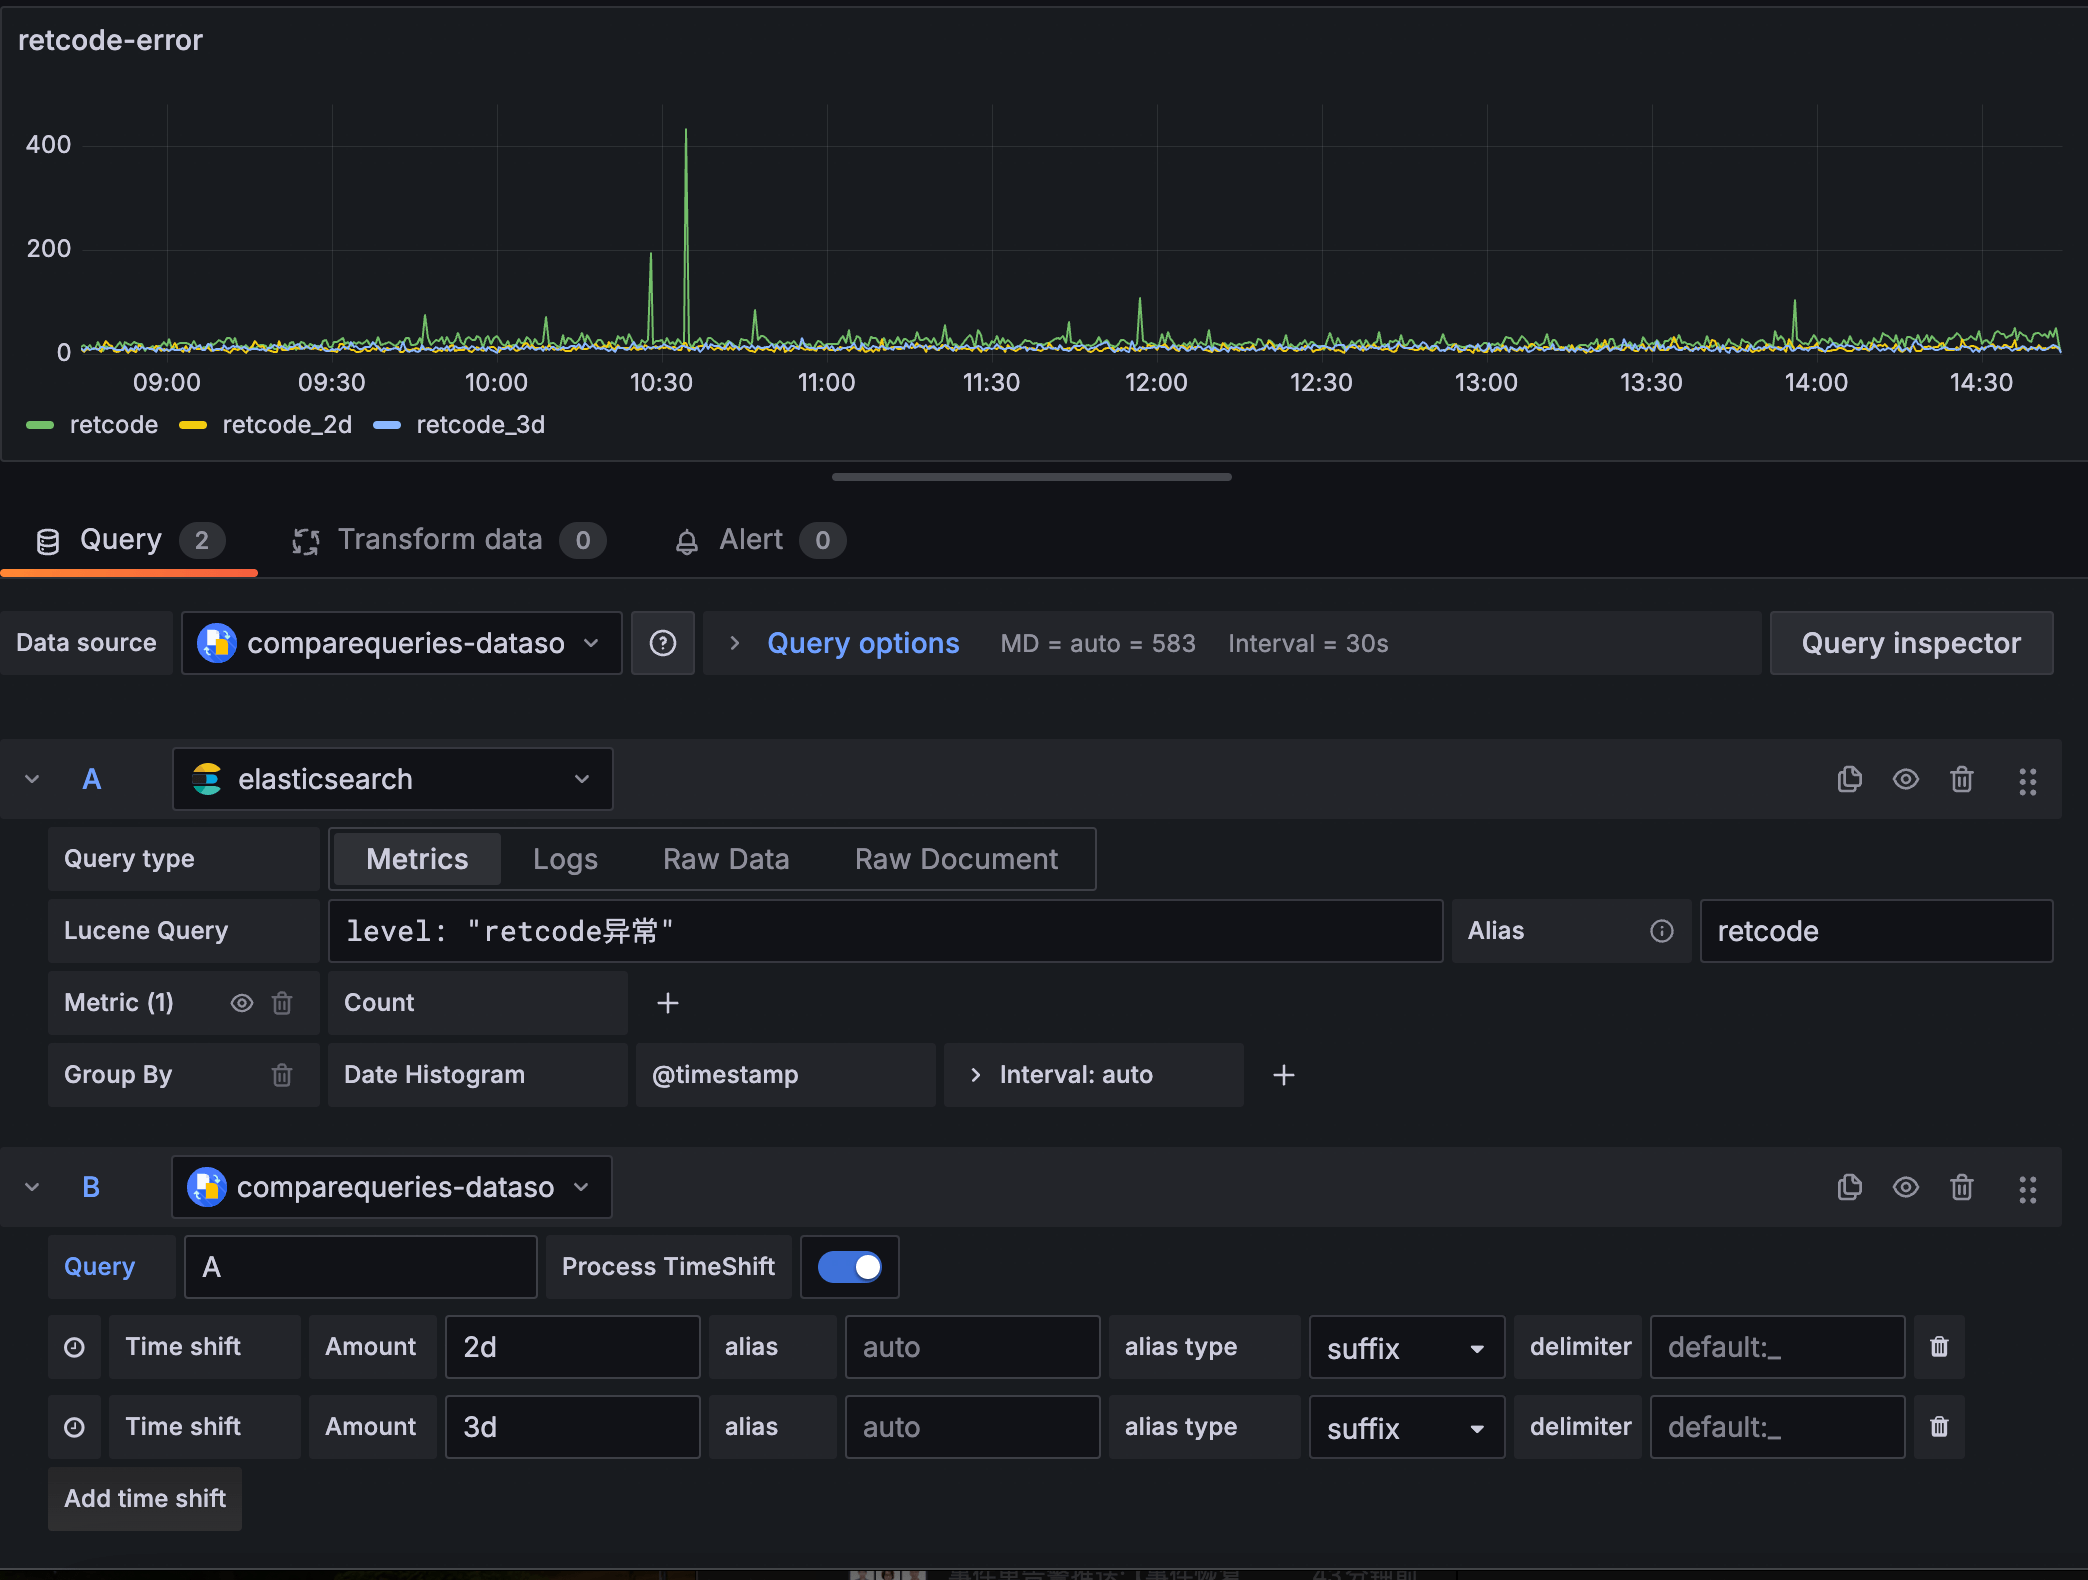 retcode-error
400
200
0
09:00 09:30 10:00 10:30 11:00 11:30 12:00 12:30 13:00 13:30 14:00 14:30
retcode retcode_2d retcode_3d
Query 2 Transform data 0 Alert 0
Data source comparequeries-dataso Query options MD = auto = 583 Interval = 30s Query inspector
A elasticsearch
Query type Metrics Logs Raw Data Raw Document
Lucene Query level: "retcode异常" Alias retcode
Metric (1) Count
Group By Date Histogram @timestamp Interval: auto
B comparequeries-dataso
Query A Process TimeShift
Time shift Amount 2d alias auto alias type suffix delimiter default:_
Time shift Amount 3d alias auto alias type suffix delimiter default:_
Add time shift